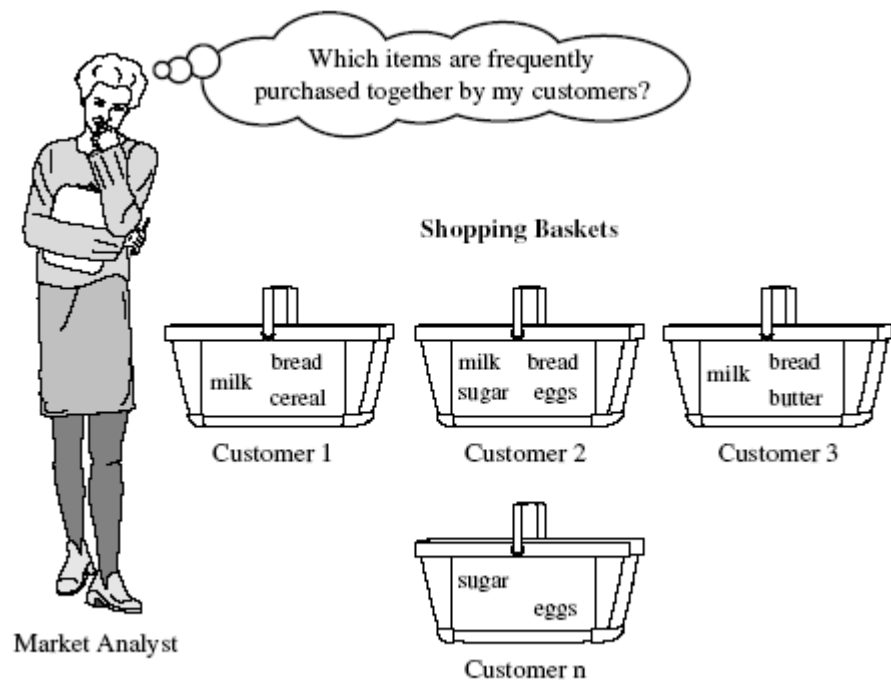 Which items are frequently
purchased together by my customers?
Shopping Baskets
milk
bread
cereal
Customer 1
milk bread
sugar eggs
Customer 2
milk
bread
butter
Customer 3
sugar
eggs
Customer n
Market Analyst